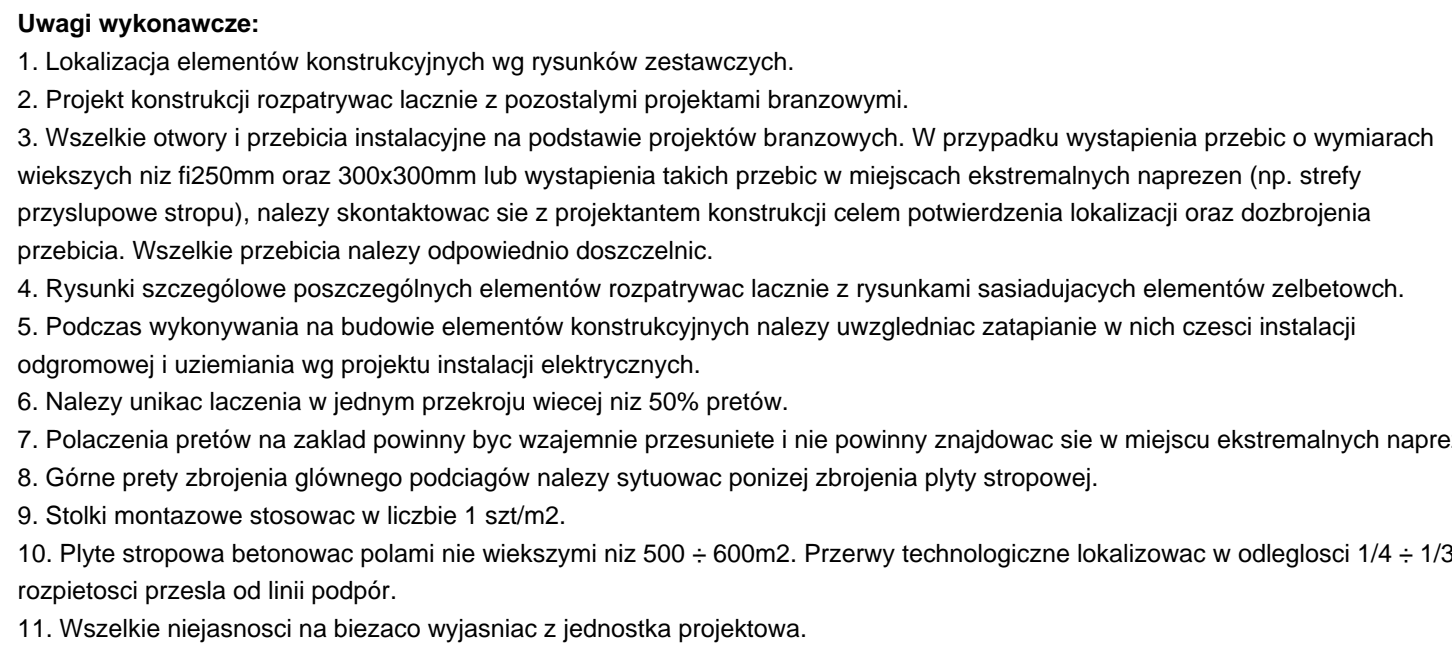 Uwagi wykonawcze:
1. Lokalizacja elementów konstrukcyjnych wg rysunków zestawczych.
2. Projekt konstrukcji rozpatrywac lacznie z pozostalymi projektami branzowymi.
3. Wszelkie otwory i przebicia instalacyjne na podstawie projektów branzowych. W przypadku wystapienia przebic o wymiarach
wiekszych niz fi250mm oraz 300x300mm lub wystapienia takich przebic w miejscach ekstremalnych naprezen (np. strefy
przyslupowe stropu), nalezy skontaktowac sie z projektantem konstrukcji celem potwierdzenia lokalizacji oraz dozbrojenia
przebicia. Wszelkie przebicia nalezy odpowiednio doszczelnic.
4. Rysunki szczególowe poszczególnych elementów rozpatrywac lacznie z rysunkami sasiadujacych elementów zelbetowch.
5. Podczas wykonywania na budowie elementów konstrukcyjnych nalezy uwzgledniac zatapianie w nich czesci instalacji
odgromowej i uziemiania wg projektu instalacji elektrycznych.
6. Nalezy unikac laczenia w jednym przekroju wiecej niz 50% pretów.
7. Polaczenia pretów na zaklad powinny byc wzajemnie przesuniete i nie powinny znajdowac sie w miejscu ekstremalnych
8. Górne prety zbrojenia glównego podciagów nalezy sytuowac ponizej zbrojenia plyty stropowej.
9. Stolki montazowe stosowac w liczbie 1 szt/m2.
10. Plyte stropowa betonowac polami nie wiekszymi niz 500 ÷ 600m2. Przerwy technologiczne lokalizowac w odleglosci 1/4 ÷ 1/3
rozpietosci przesla od linii podpór.
11. Wszelkie niejasnosci na biezaco wyjasniac z jednostka projektowa.